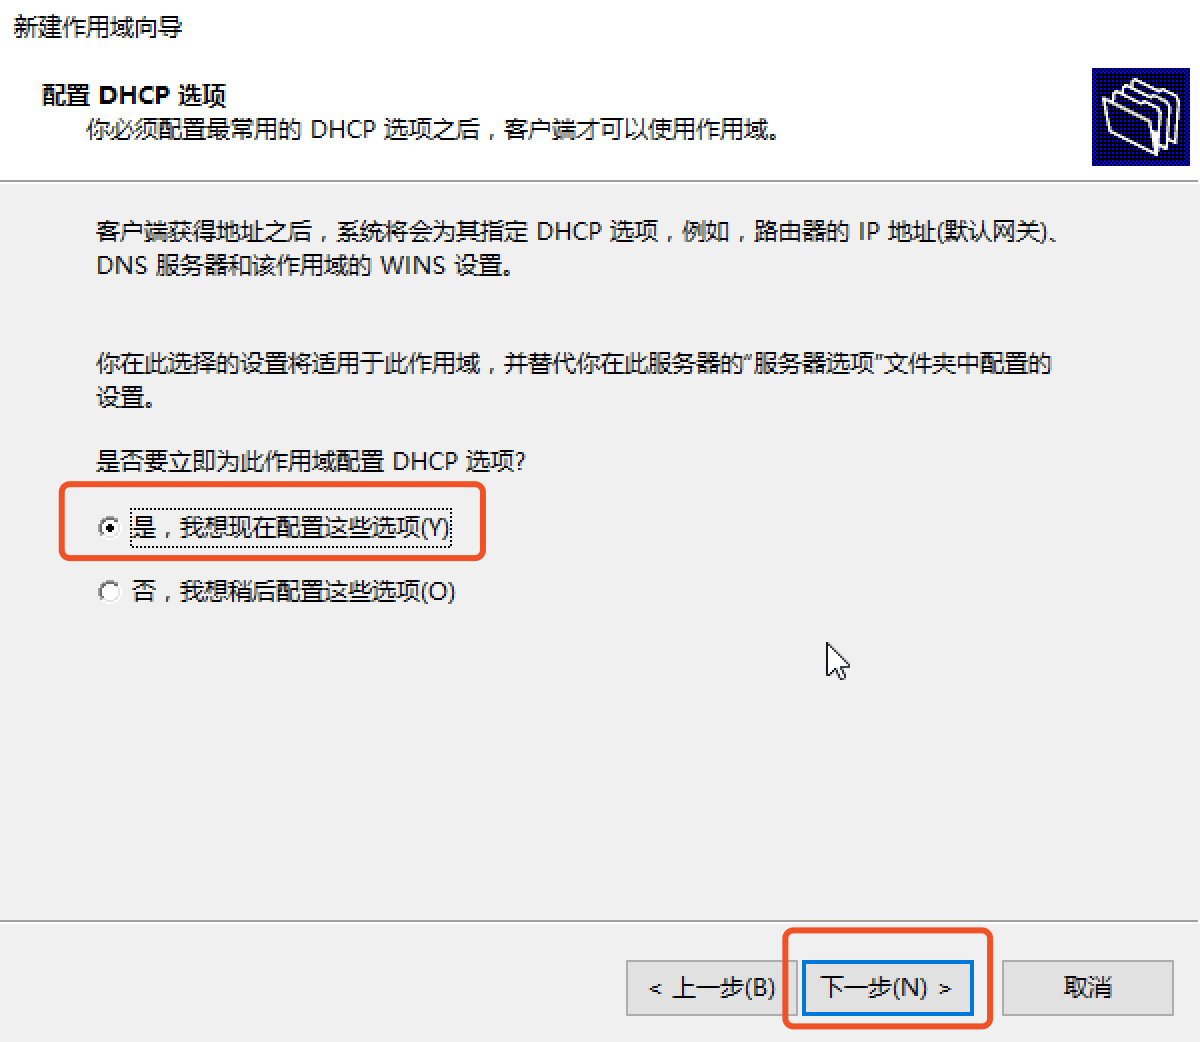 新建作用域向导
配置 DHCP 选项
你必须配置最常用的 DHCP 选项之后，客户端才可以使用作用域。
客户端获得地址之后，系统将会为其指定 DHCP 选项，例如，路由器的 IP 地址(默认网关)、
DNS 服务器和该作用域的 WINS 设置。
你在此选择的设置将适用于此作用域，并替代你在此服务器的“服务器选项”文件夹中配置的
设置。
是否要立即为此作用域配置 DHCP 选项?
是，我想现在配置这些选项(Y)
否，我想稍后配置这些选项(O)
< 上一步(B) 下一步(N) > 取消